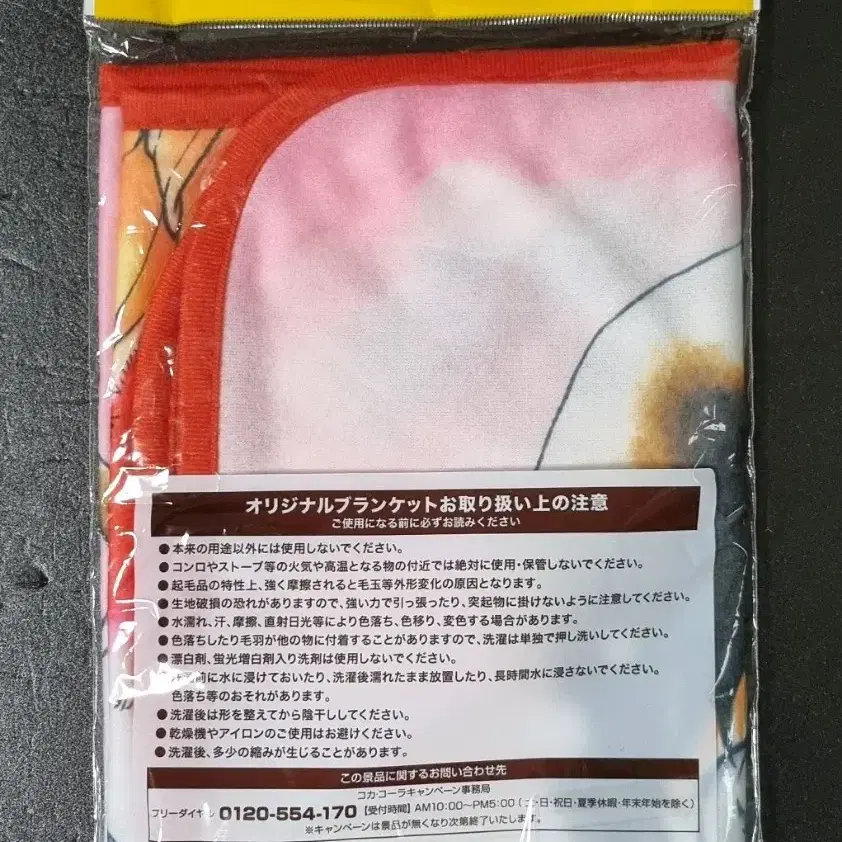 オリジナルブランケットお取り扱い上の注意
ご使用になる前に必ずお読みください
●本来の用途以外には使用しないでください。
●コンロやストーブ等の火気や高温となる物の付近では絶対に使用・保管しないでください。
●起毛品の特性上、強く摩擦されると毛玉等外形変化の原因となります。
●生地破損の恐れがありますので、強い力で引っ張ったり、突起物に掛けないように注意してください。
●水濡れ、汗、摩擦、直射日光等により色落ち、色移り、変色する場合があります。
●色落ちしたり毛羽が他の物に付着することがありますので、洗濯は単独で押し洗いしてください。
●漂白剤、蛍光増白剤入り洗剤は使用しないでください。
前に水に浸けておいたり、洗濯後濡れたまま放置したり、長時間水に浸さないでください。
色落ち等のおそれがあります。
●洗濯後は形を整えてから陰干ししてください。
●乾燥機やアイロンのご使用はお避けください。
●洗濯後、多少の縮みが生じることがあります。
この景品に関するお問い合わせ先
コカ・コーラキャンペーン事務局
フリーダイヤル 0120-554-170 【受付時間】AM10:00～PM5:00（土・日・祝日・夏季休暇・年末年始を除く）
※キャンペーンは景品が無くなり次第終了いたします。